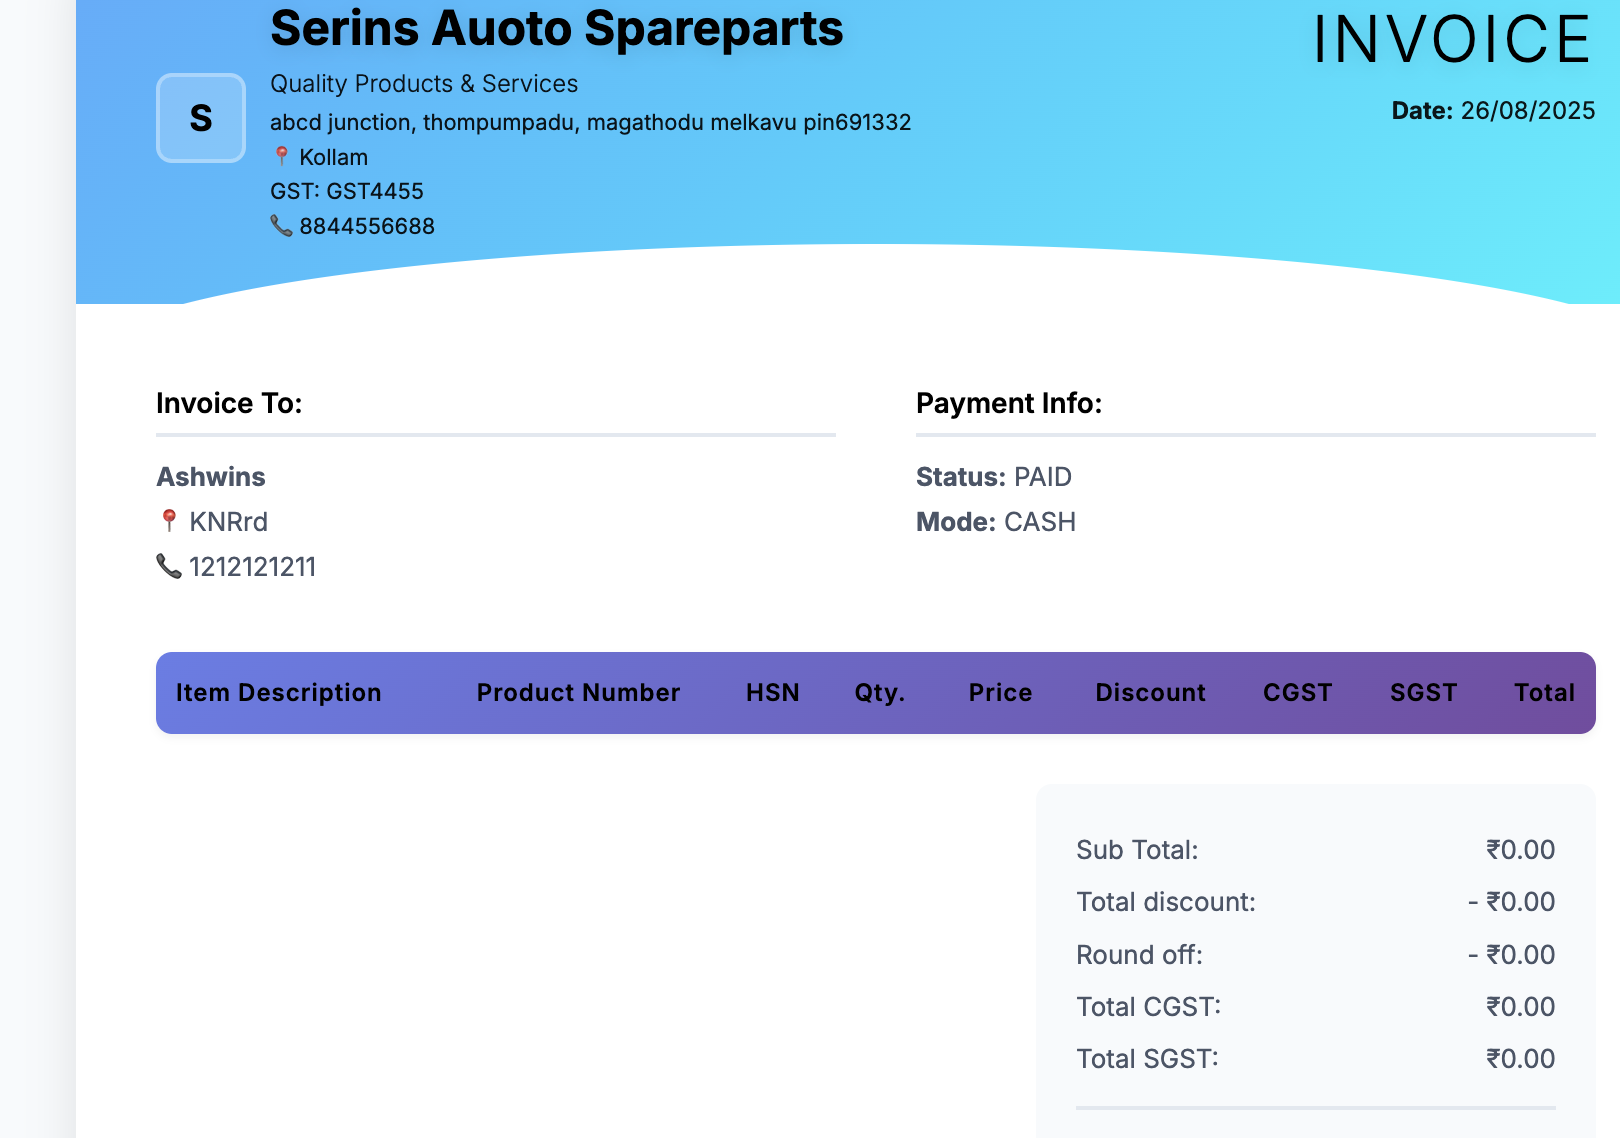 Serins Auoto Spareparts
INVOICE
Quality Products & Services
Date: 26/08/2025
S
abcd junction, thompumpadu, magathodu melkavu pin691332
📍 Kollam
GST: GST4455
📞 8844556688
Invoice To:
Ashwins
📍 KNRrd
📞 1212121211
Payment Info:
Status: PAID
Mode: CASH
Item Description Product Number HSN Qty. Price Discount CGST SGST Total
Sub Total: ₹0.00
Total discount: - ₹0.00
Round off: - ₹0.00
Total CGST: ₹0.00
Total SGST: ₹0.00